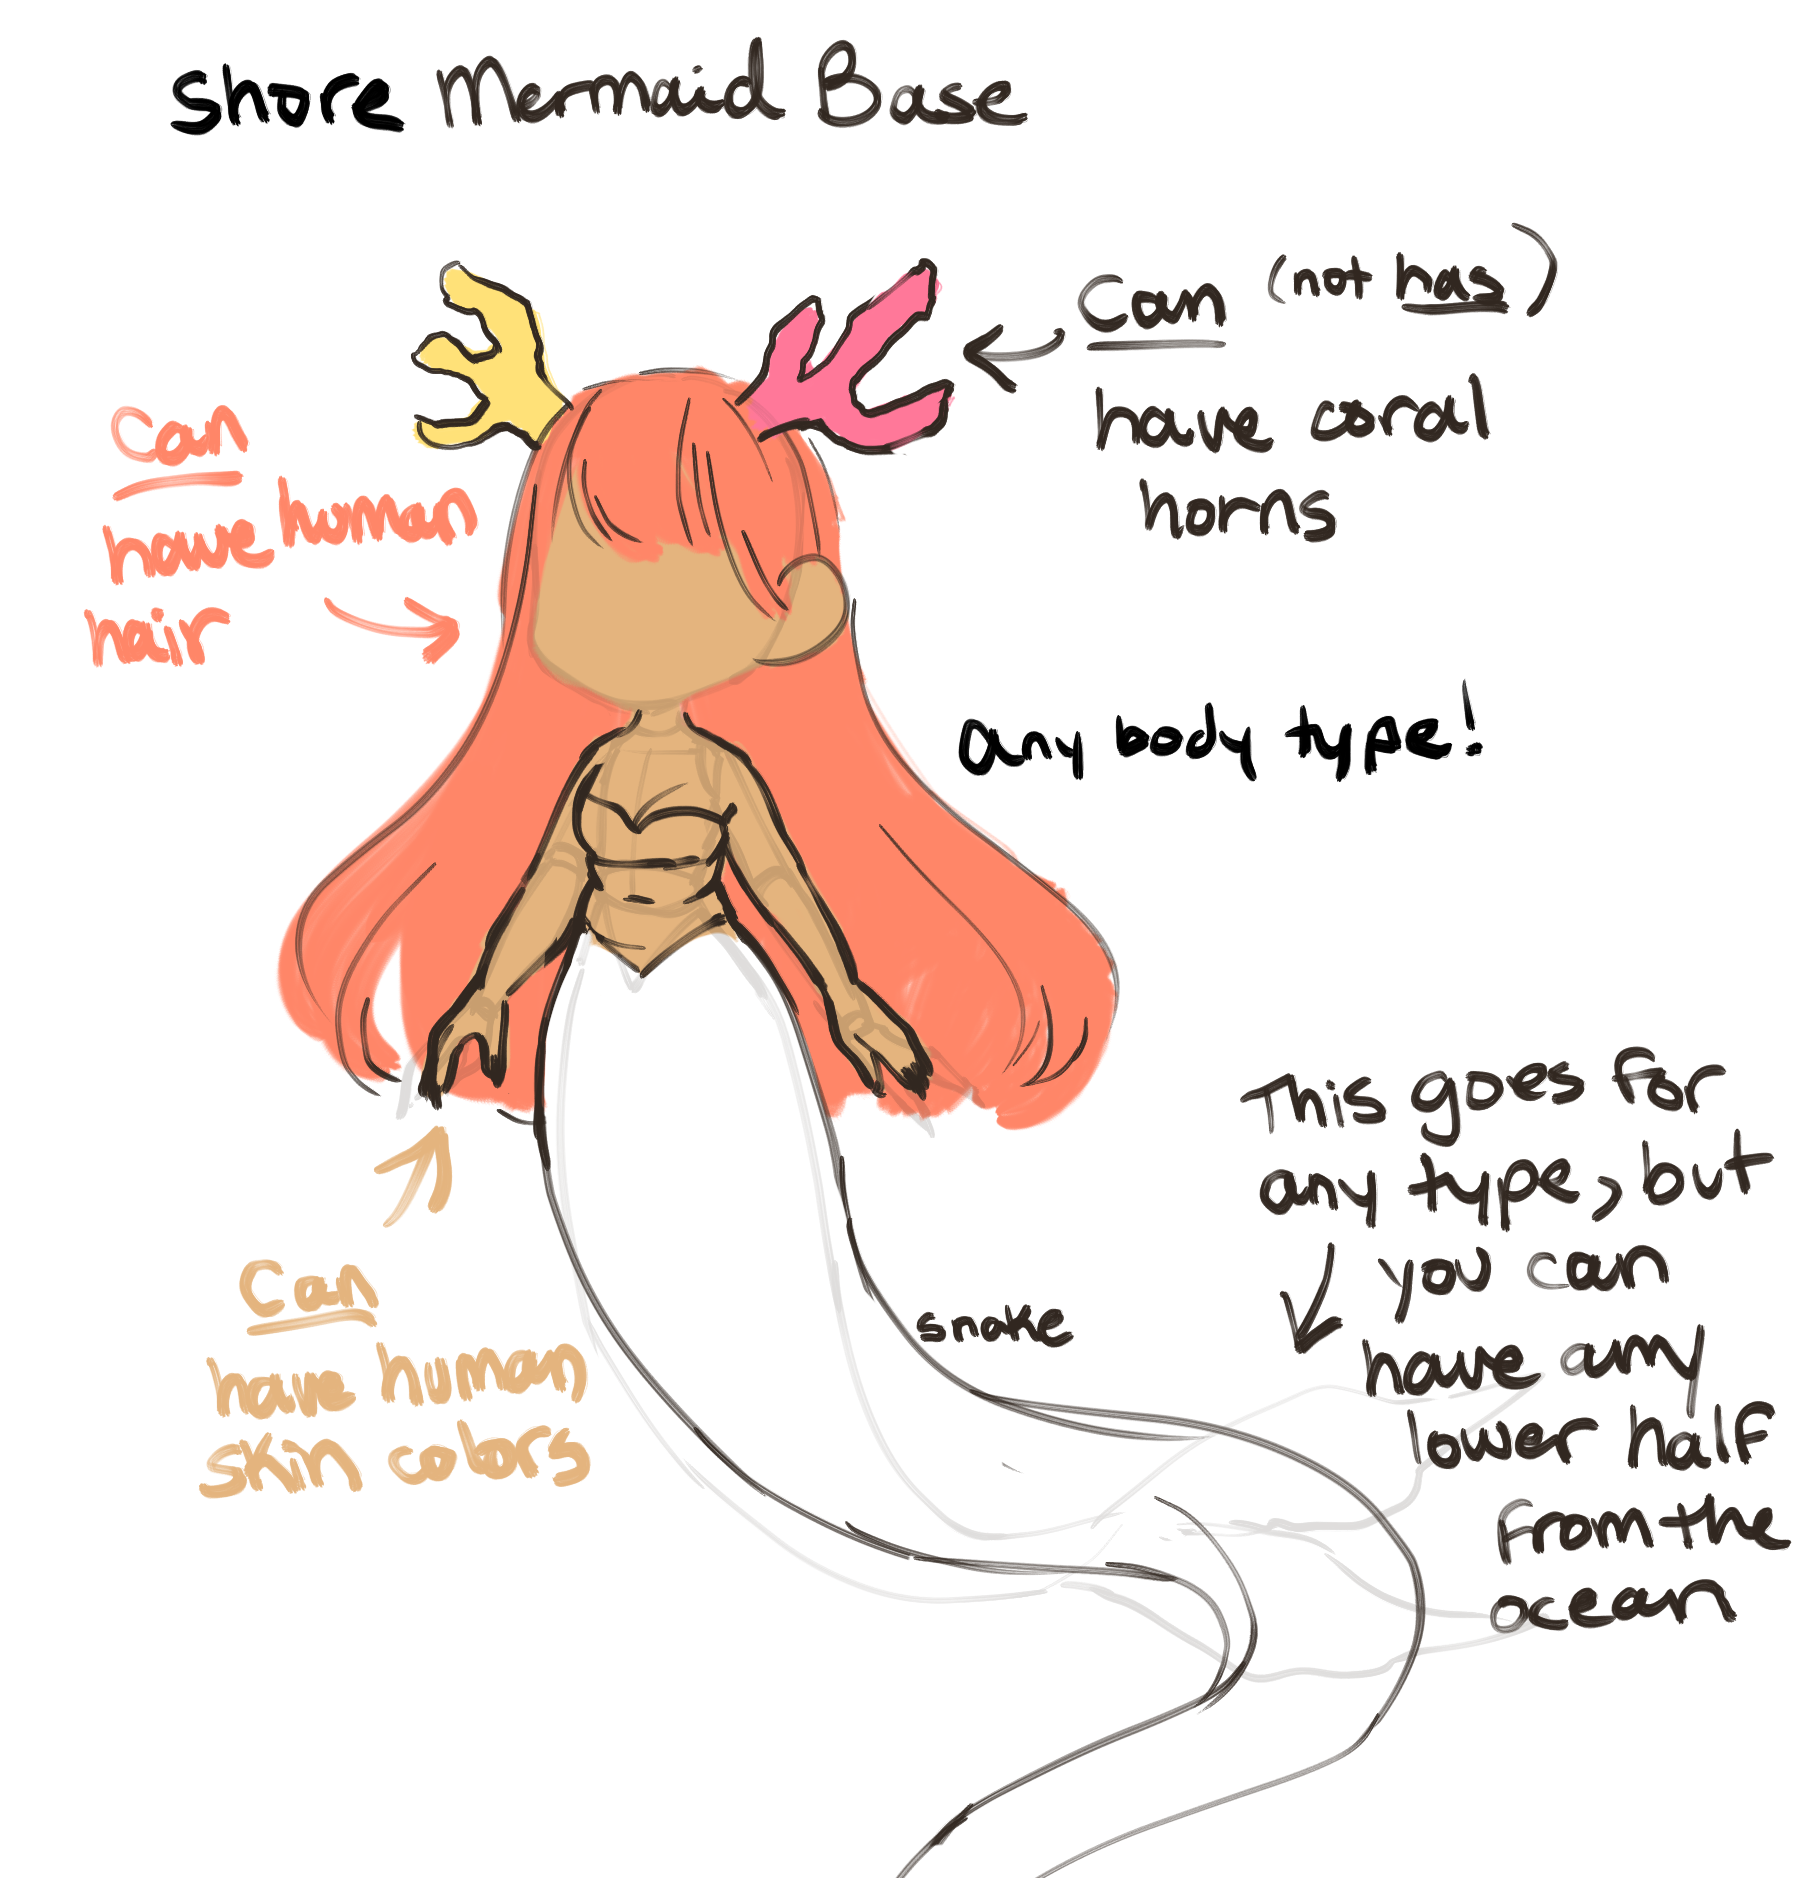 shore Mermaid Base
Can (not has)
have coral
horns
Can
have human
hair
any body type!
This goes for
any type, but
you can
have any
lower half
from the
ocean
snake
Can
have human
skin colors